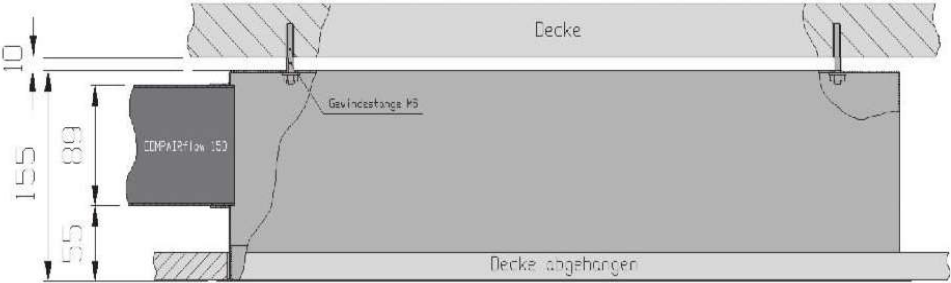 Decke
10
Gewindestange M6
COMPAIRflow 150
89
155
55
Decke abgehangen